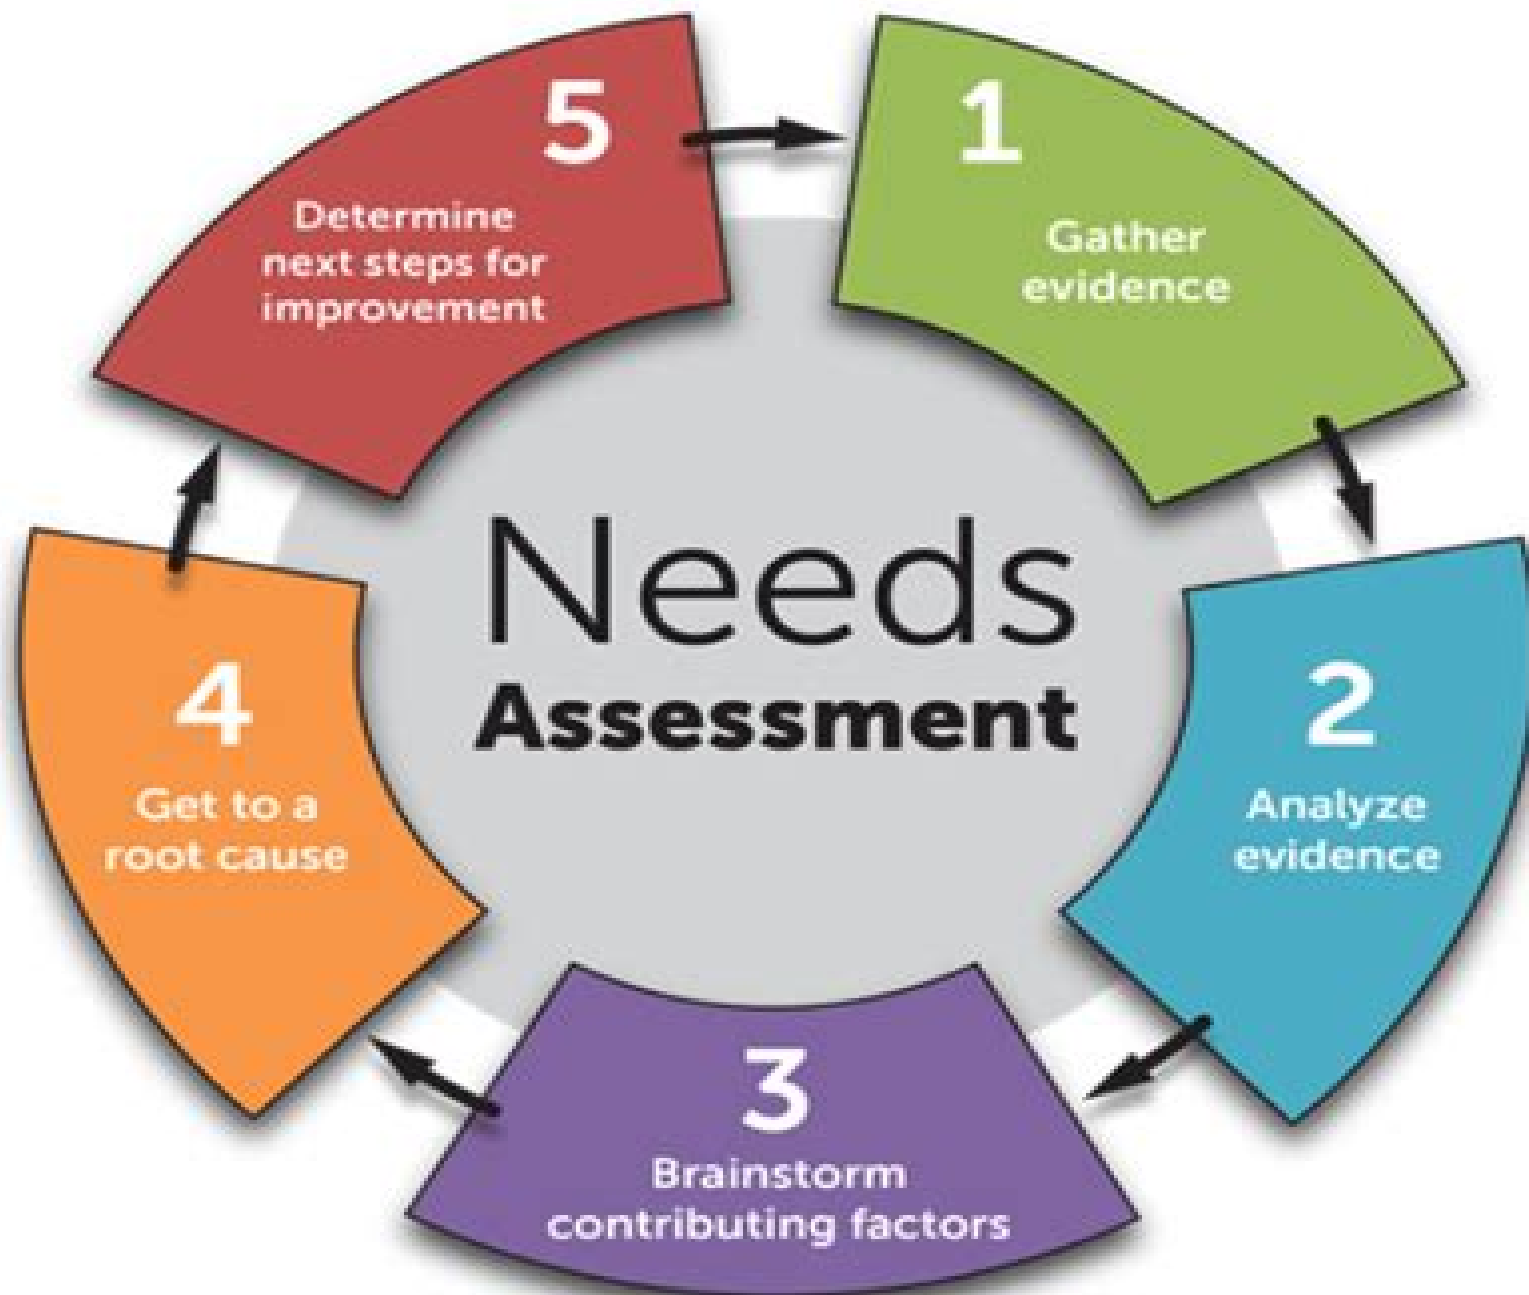 Needs
Assessment
1
Gather
evidence
2
Analyze
evidence
3
Brainstorm
contributing factors
4
Get to a
root cause
5
Determine
next steps for
improvement